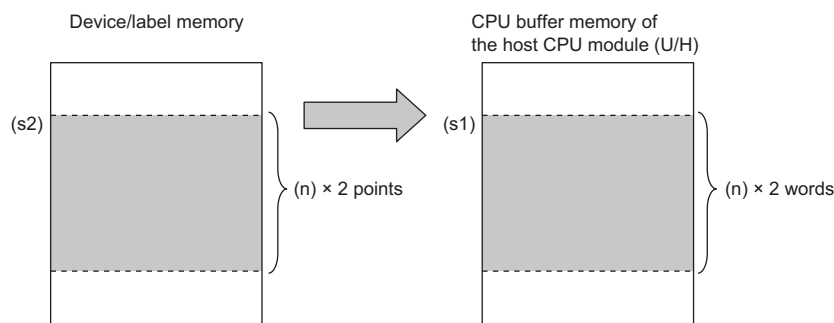 Device/label memory
CPU buffer memory of
the host CPU module (U/H)
(s2)
(s1)
(n) × 2 points
(n) × 2 words